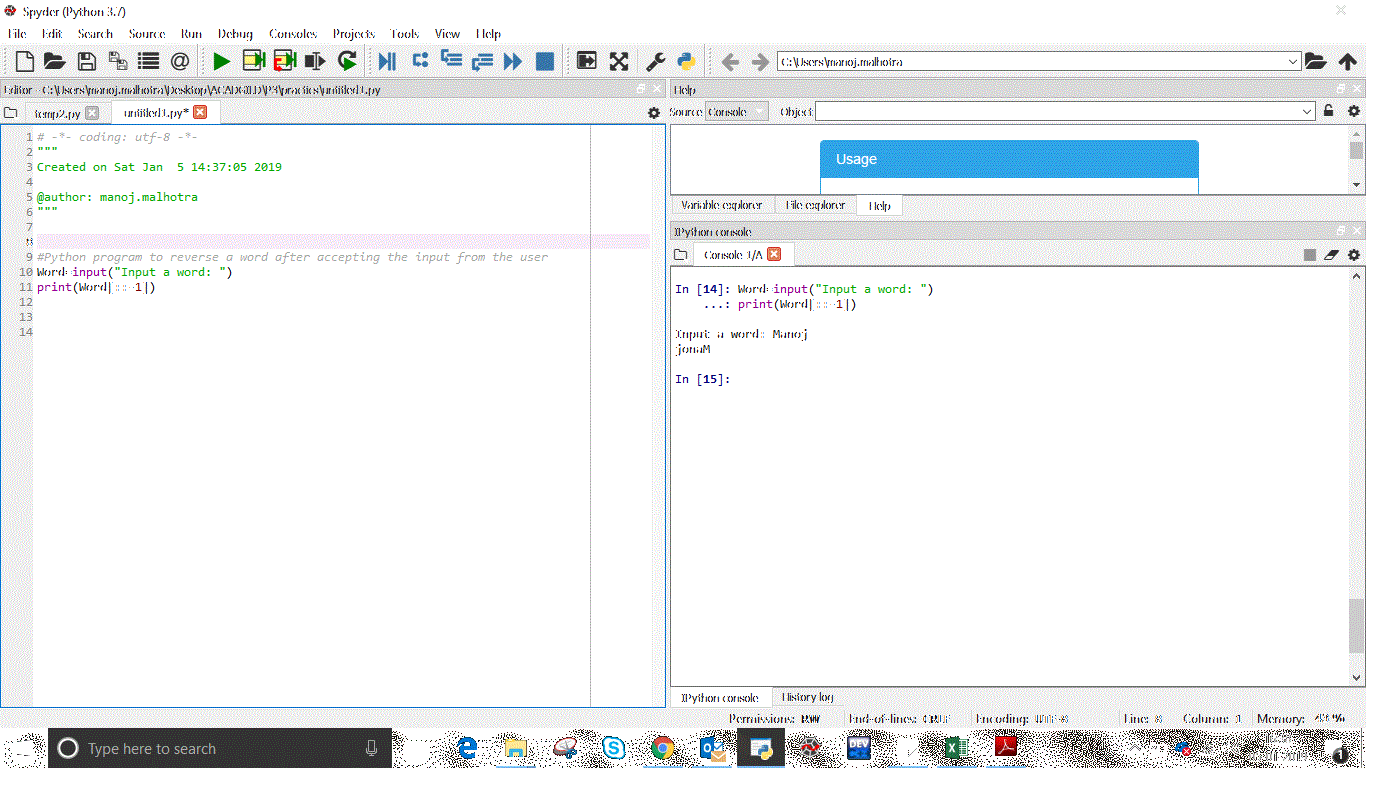 Spyder (Python 3.7)
File Edit Search Source Run Debug Consoles Projects Tools View Help
C:\Users\manoj.malhotra
Editor - C:\Users\manoj.malhotra\Desktop\ACADGILD\P3\practics\untitled3.py
temp2.py untitled3.py*
1 # -*- coding: utf-8 -*-
2 """
3 Created on Sat Jan  5 14:37:05 2019
4
5 @author: manoj.malhotra
6 """
7
8
9 #Python program to reverse a word after accepting the input from the user
10 Word=input("Input a word: ")
11 print(Word[::-1])
12
13
14
Help
Source Console Object
Usage
Variable explorer File explorer Help
IPython console
Console 1/A
In [14]: Word=input("Input a word: ")
...: print(Word[::-1])
Input a word: Manoj
jonaM
In [15]:
IPython console History log
Permissions: RW End-of-lines: CRLF Encoding: UTF-8 Line: 8 Column: 1 Memory:
Type here to search
DEV
1